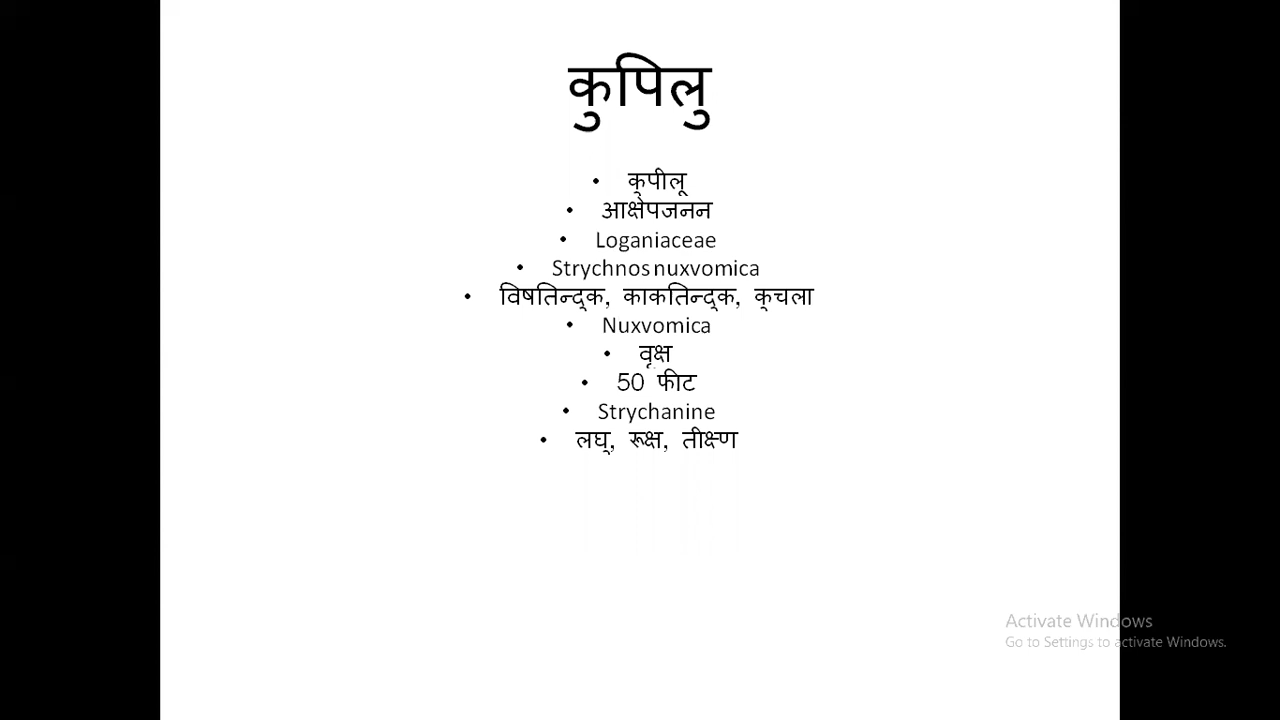 कुपिलु
• कुपीलू
• आक्षेपजनन
• Loganiaceae
• Strychnos nuxvomica
• विषतिन्दुक, काकतिन्दुक, कुचला
• Nuxvomica
• वृक्ष
• 50 फीट
• Strychanine
• लघु, रूक्ष, तीक्ष्ण
Activate Windows
Go to Settings to activate Windows.